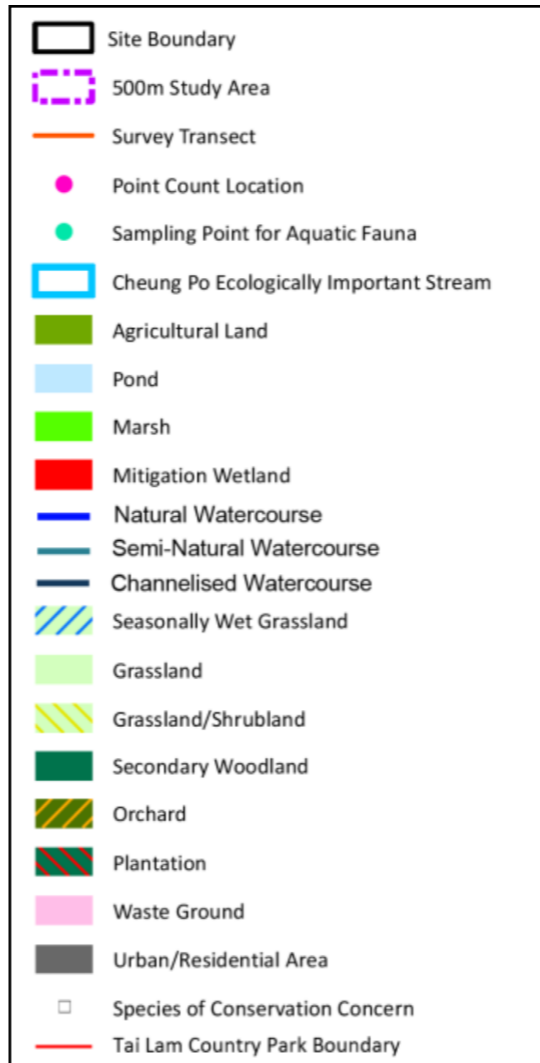 Site Boundary
500m Study Area
Survey Transect
Point Count Location
Sampling Point for Aquatic Fauna
Cheung Po Ecologically Important Stream
Agricultural Land
Pond
Marsh
Mitigation Wetland
Natural Watercourse
Semi-Natural Watercourse
Channelised Watercourse
Seasonally Wet Grassland
Grassland
Grassland/Shrubland
Secondary Woodland
Orchard
Plantation
Waste Ground
Urban/Residential Area
Species of Conservation Concern
Tai Lam Country Park Boundary